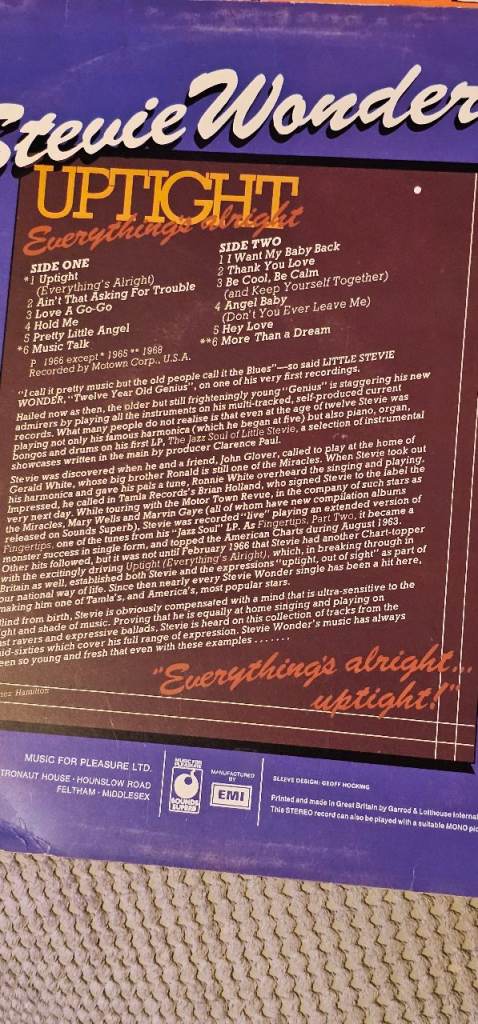 Stevie Wonder
UPTIGHT
Everything's alright
SIDE ONE
*1 Uptight
(Everything's Alright)
2 Ain't That Asking For Trouble
3 Love A Go-Go
4 Hold Me
5 Pretty Little Angel
*6 Music Talk
P 1966 except * 1965 ** 1968
Recorded by Motown Corp., U.S.A.
SIDE TWO
1 I Want My Baby Back
2 Thank You Love
3 Be Cool, Be Calm
(and Keep Yourself Together)
4 Angel Baby
(Don't You Ever Leave Me)
5 Hey Love
**6 More Than a Dream
"I call it pretty music but the old people call it the Blues"—so said LITTLE STEVIE
WONDER, "Twelve Year Old Genius", on one of his very first recordings.
Hailed now as then, the older but still frighteningly young "Genius" is staggering his new
admirers by playing all the instruments on his multi-tracked, self-produced current
records. What many people do not realise is that even at the age of twelve Stevie was
playing not only his famous harmonica (which he began at five) but also piano, organ,
bongos and drums on his first LP, The Jazz Soul of Little Stevie, a selection of instrumental
showcases written in the main by producer Clarence Paul.
Stevie was discovered when he and a friend, John Glover, called to play at the home of
Gerald White, whose big brother Ronald is still one of the Miracles. When Stevie took out
his harmonica and gave his pals a tune, Ronnie White overheard the singing and playing.
Impressed, he called in Tamla Records's Brian Holland, who signed Stevie to the label the
very next day. While touring with the Motor Town Revue, in the company of such stars as
the Miracles, Mary Wells and Marvin Gaye (all of whom have new compilation albums
released on Sounds Superb), Stevie was recorded "live" playing an extended version of
Fingertips, one of the tunes from his "Jazz Soul" LP. As Fingertips, Part Two, it became a
monster success in single form, and topped the American Charts during August 1963.
Other hits followed, but it was not until February 1966 that Stevie had another Chart-topper
with the excitingly driving Uptight (Everything's Alright), which, in breaking through in
Britain as well, established both Stevie and the expressions "uptight, out of sight" as part of
our national way of life. Since then nearly every Stevie Wonder single has been a hit here,
making him one of Tamla's, and America's, most popular stars.
lind from birth, Stevie is obviously compensated with a mind that is ultra-sensitive to the
ght and shade of music. Proving that he is equally at home singing and playing on
st ravers and expressive ballads, Stevie is heard on this collection of tracks from the
id-sixties which cover his full range of expression. Stevie Wonder's music has always
een so young and fresh that even with these examples .......
"Everything's alright...
uptight!"
Hamilton
MUSIC FOR PLEASURE LTD.
TRONAUT HOUSE · HOUNSLOW ROAD
FELTHAM · MIDDLESEX
MUSIC FOR
PLEASURE
SOUNDS
SUPERB
MANUFACTURED
BY
EMI
SLEEVE DESIGN: GEOFF HOCKING
Printed and made in Great Britain by Garrod & Lofthouse Internat
This STEREO record can also be played with a suitable MONO pic